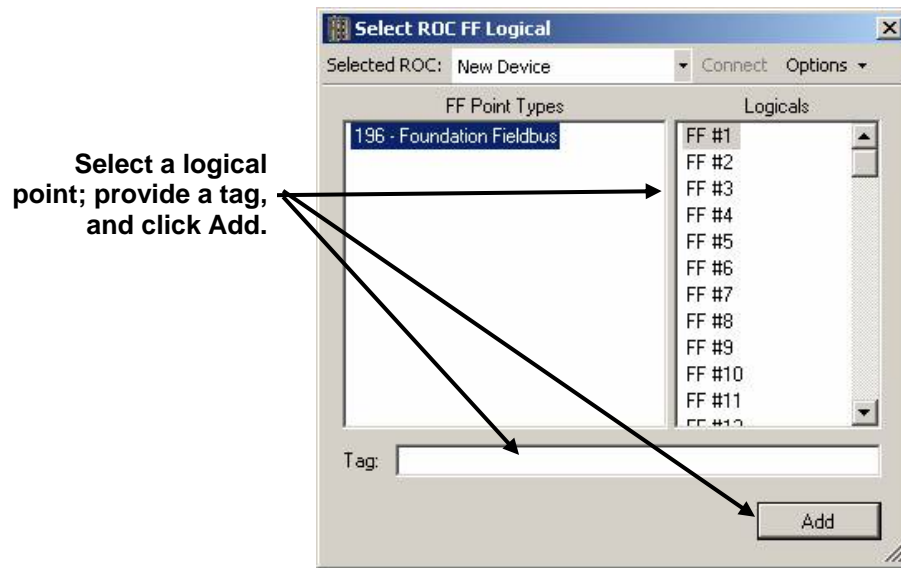 Select ROC FF Logical
Selected ROC: New Device Connect Options
FF Point Types Logicals
196 - Foundation Fieldbus
FF #1
FF #2
FF #3
FF #4
FF #5
FF #6
FF #7
FF #8
FF #9
FF #10
FF #11
FF #12
Select a logical
point; provide a tag,
and click Add.
Tag:
Add